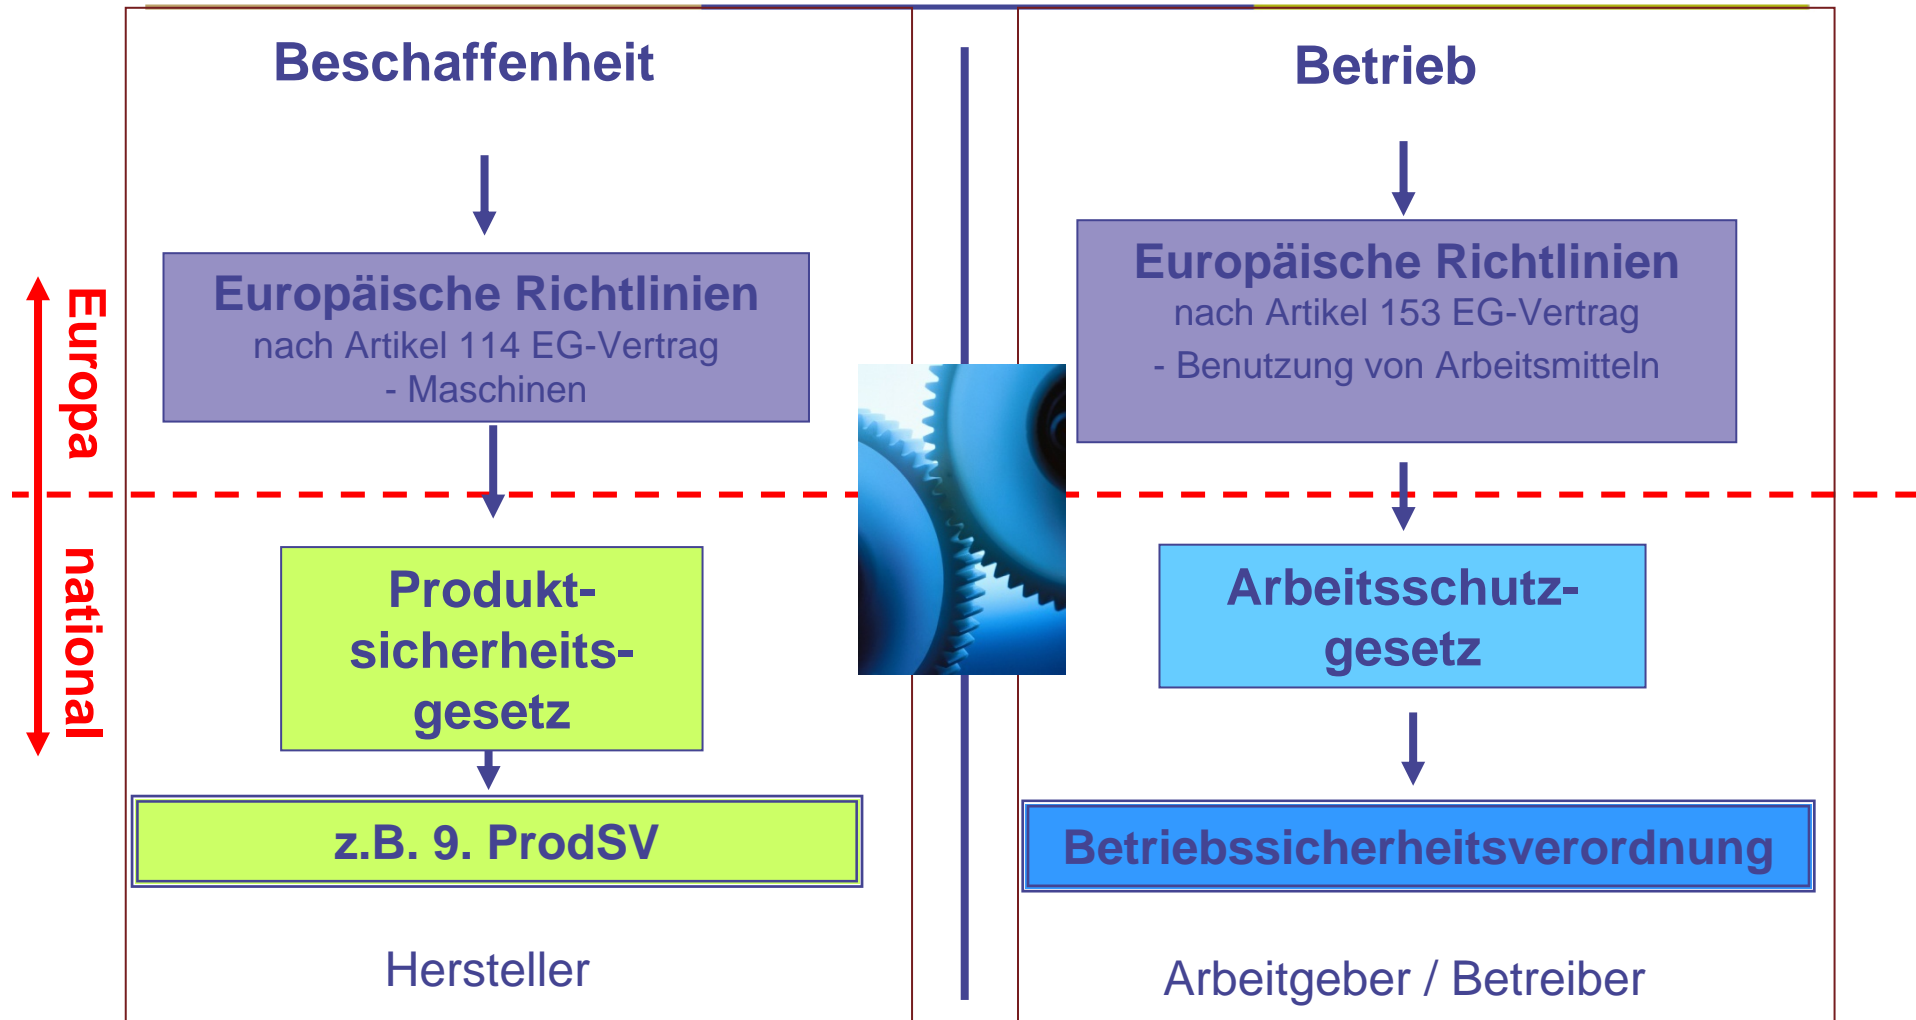 Beschaffenheit
Europäische Richtlinien
nach Artikel 114 EG-Vertrag
- Maschinen
Produkt-
sicherheits-
gesetz
z.B. 9. ProdSV
Hersteller
Betrieb
Europäische Richtlinien
nach Artikel 153 EG-Vertrag
- Benutzung von Arbeitsmitteln
Arbeitsschutz-
gesetz
Betriebssicherheitsverordnung
Arbeitgeber / Betreiber
Europa
national